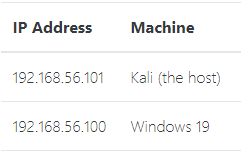 IP Address Machine
192.168.56.101 Kali (the host)
192.168.56.100 Windows 19